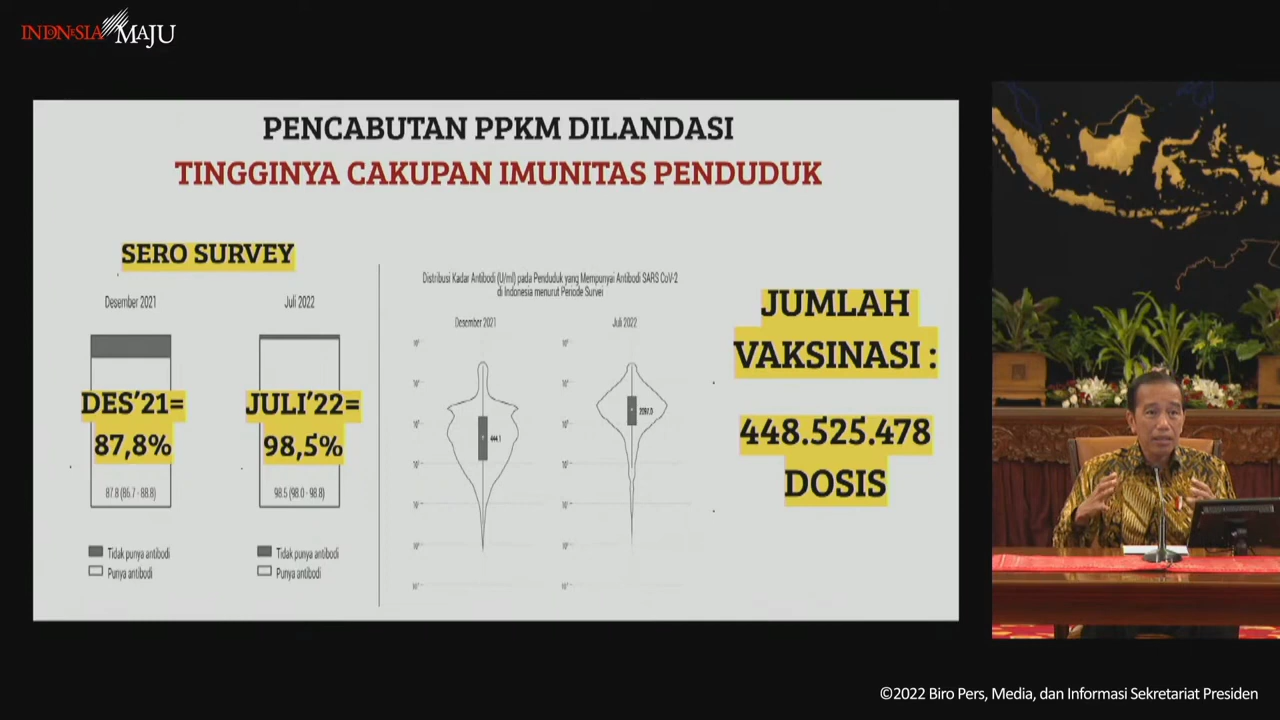 INDONESIA MAJU
PENCABUTAN PPKM DILANDASI
TINGGINYA CAKUPAN IMUNITAS PENDUDUK
SERO SURVEY
Desember 2021
Juli 2022
DES'21=
87,8%
JULI'22=
98,5%
87.8 (86.7 - 88.8)
98.5 (98.0 - 98.8)
Tidak punya antibodi
Punya antibodi
Tidak punya antibodi
Punya antibodi
Distribusi Kadar Antibodi (U/ml) pada Penduduk yang Mempunyai Antibodi SARS CoV-2
di Indonesia menurut Periode Survei
Desember 2021
Juli 2022
444.1
JUMLAH
VAKSINASI :
448.525.478
DOSIS
©2022 Biro Pers, Media, dan Informasi Sekretariat Presiden